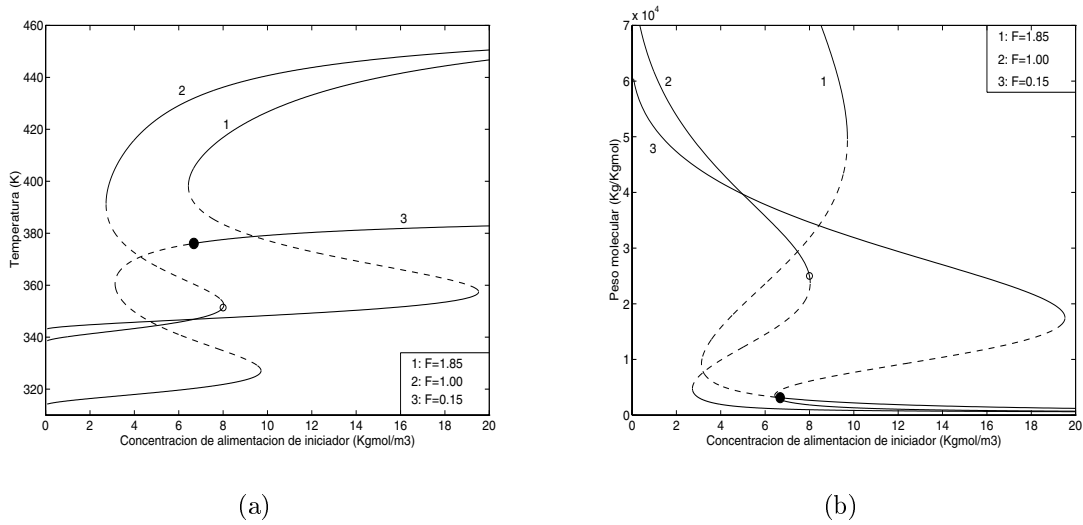 460
440
420
400
380
360
340
320
Temperatura (K)
2
1
3
1: F=1.85
2: F=1.00
3: F=0.15
0 2 4 6 8 10 12 14 16 18 20
Concentracion de alimentacion de iniciador (Kgmol/m3)
(a)
x 10^4
7
6
5
4
3
2
1
0
Peso molecular (Kg/Kgmol)
2
1
3
1: F=1.85
2: F=1.00
3: F=0.15
0 2 4 6 8 10 12 14 16 18 20
Concentracion de alimentacion de iniciador (Kgmol/m3)
(b)